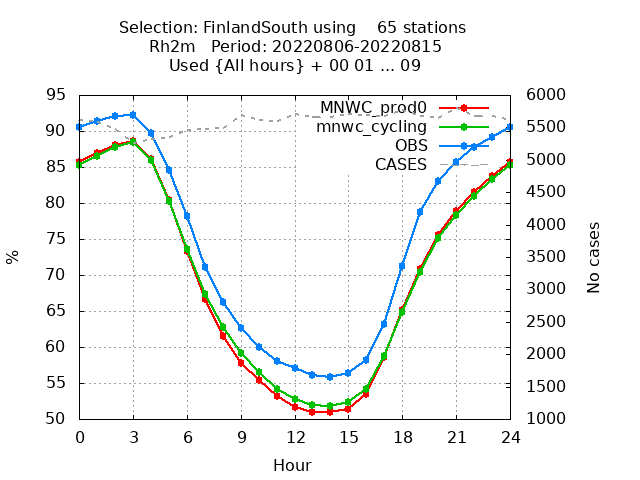 Selection: FinlandSouth using    65 stations
Rh2m   Period: 20220806-20220815
Used {All hours} + 00 01 ... 09
MNWC_prod0
mnwc_cycling
OBS
CASES
95
90
85
80
75
70
65
60
55
50
6000
5500
5000
4500
4000
3500
3000
2500
2000
1500
1000
%
No cases
0 3 6 9 12 15 18 21 24
Hour